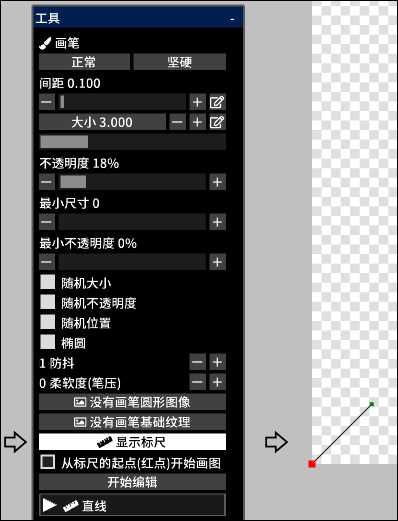 工具 -
画笔
正常 坚硬
间距 0.100
大小 3.000
不透明度 18%
最小尺寸 0
最小不透明度 0%
随机大小
随机不透明度
随机位置
椭圆
1 防抖
0 柔软度(笔压)
没有画笔圆形图像
没有画笔基础纹理
显示标尺
从标尺的起点(红点)开始画图
开始编辑
直线